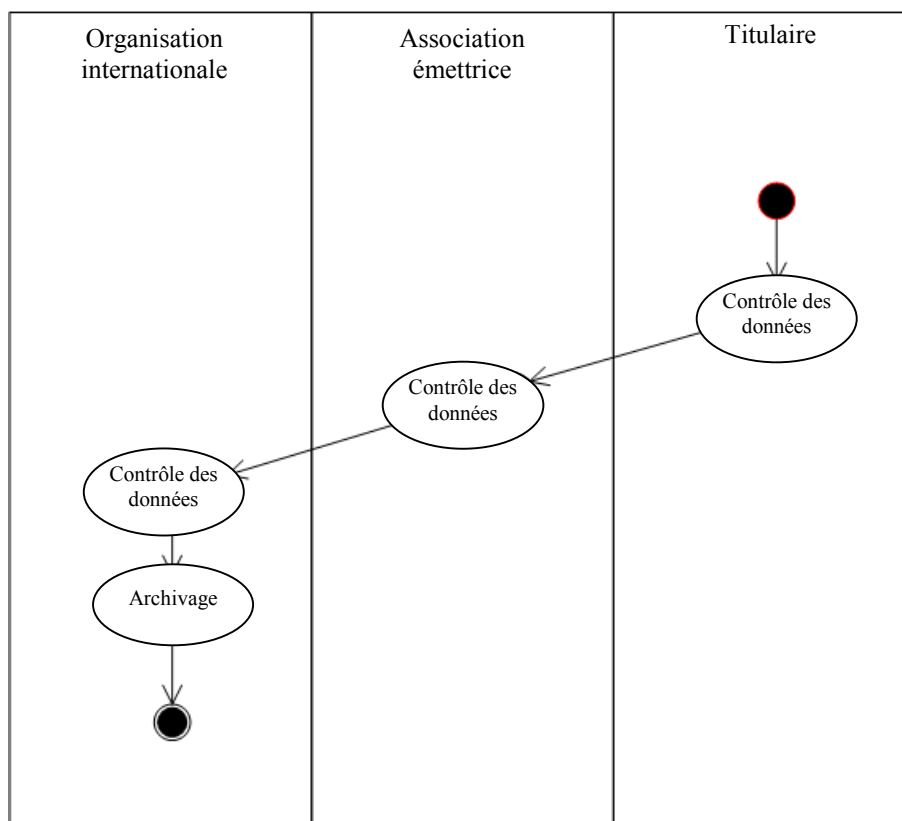 Organisation
internationale
Association
émettrice
Titulaire
Contrôle des
données
Contrôle des
données
Contrôle des
données
Archivage